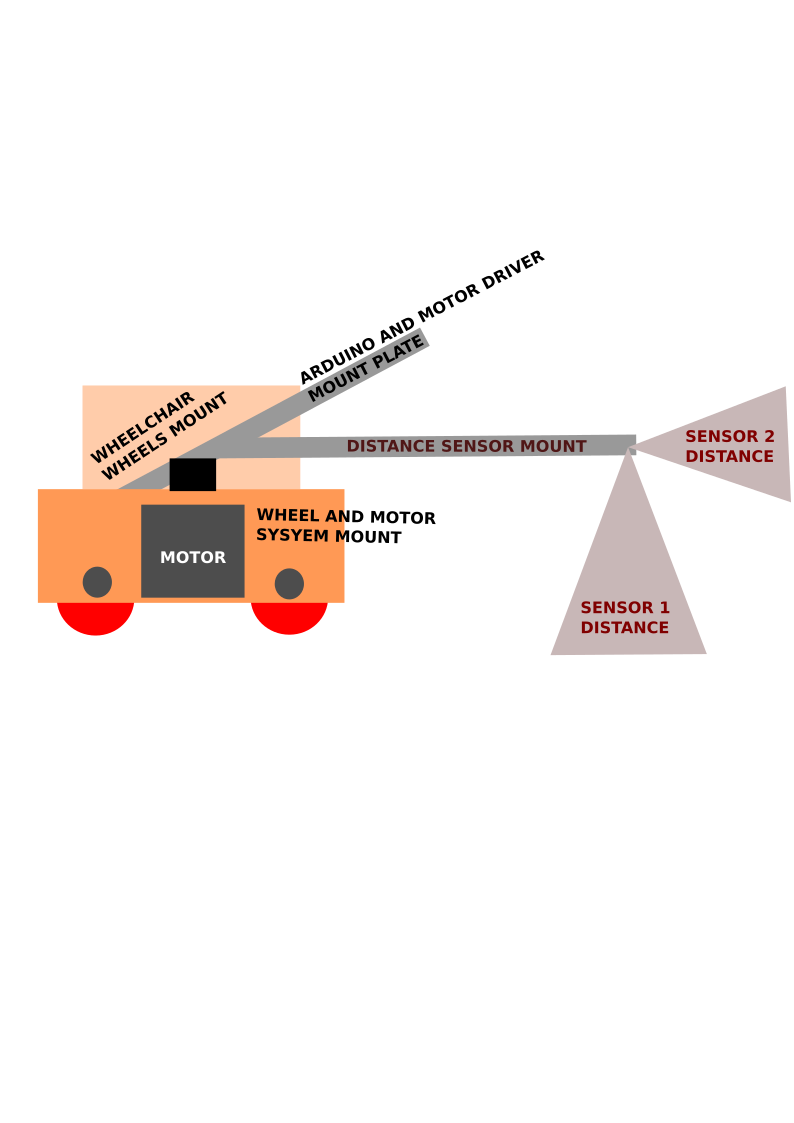 ARDUINO AND MOTOR DRIVER
MOUNT PLATE
WHEELCHAIR
WHEELS MOUNT
DISTANCE SENSOR MOUNT
SENSOR 2
DISTANCE
WHEEL AND MOTOR
SYSYEM MOUNT
MOTOR
SENSOR 1
DISTANCE